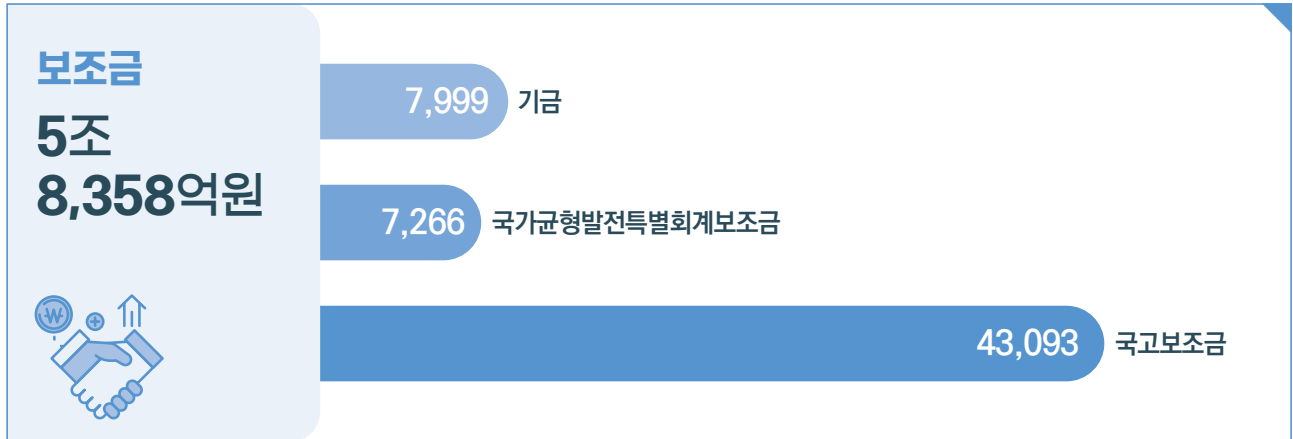 보조금
5조
8,358억원
7,999 기금
7,266 국가균형발전특별회계보조금
43,093 국고보조금